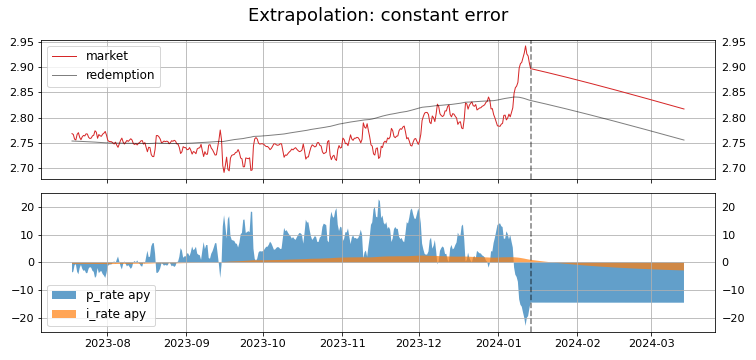 Extrapolation: constant error
2.95 2.95
market
redemption
2.90 2.90
2.85 2.85
2.80 2.80
2.75 2.75
2.70 2.70
20 20
10 10
0 0
−10 −10
p_rate apy
i_rate apy
−20 −20
2023-08 2023-09 2023-10 2023-11 2023-12 2024-01 2024-02 2024-03